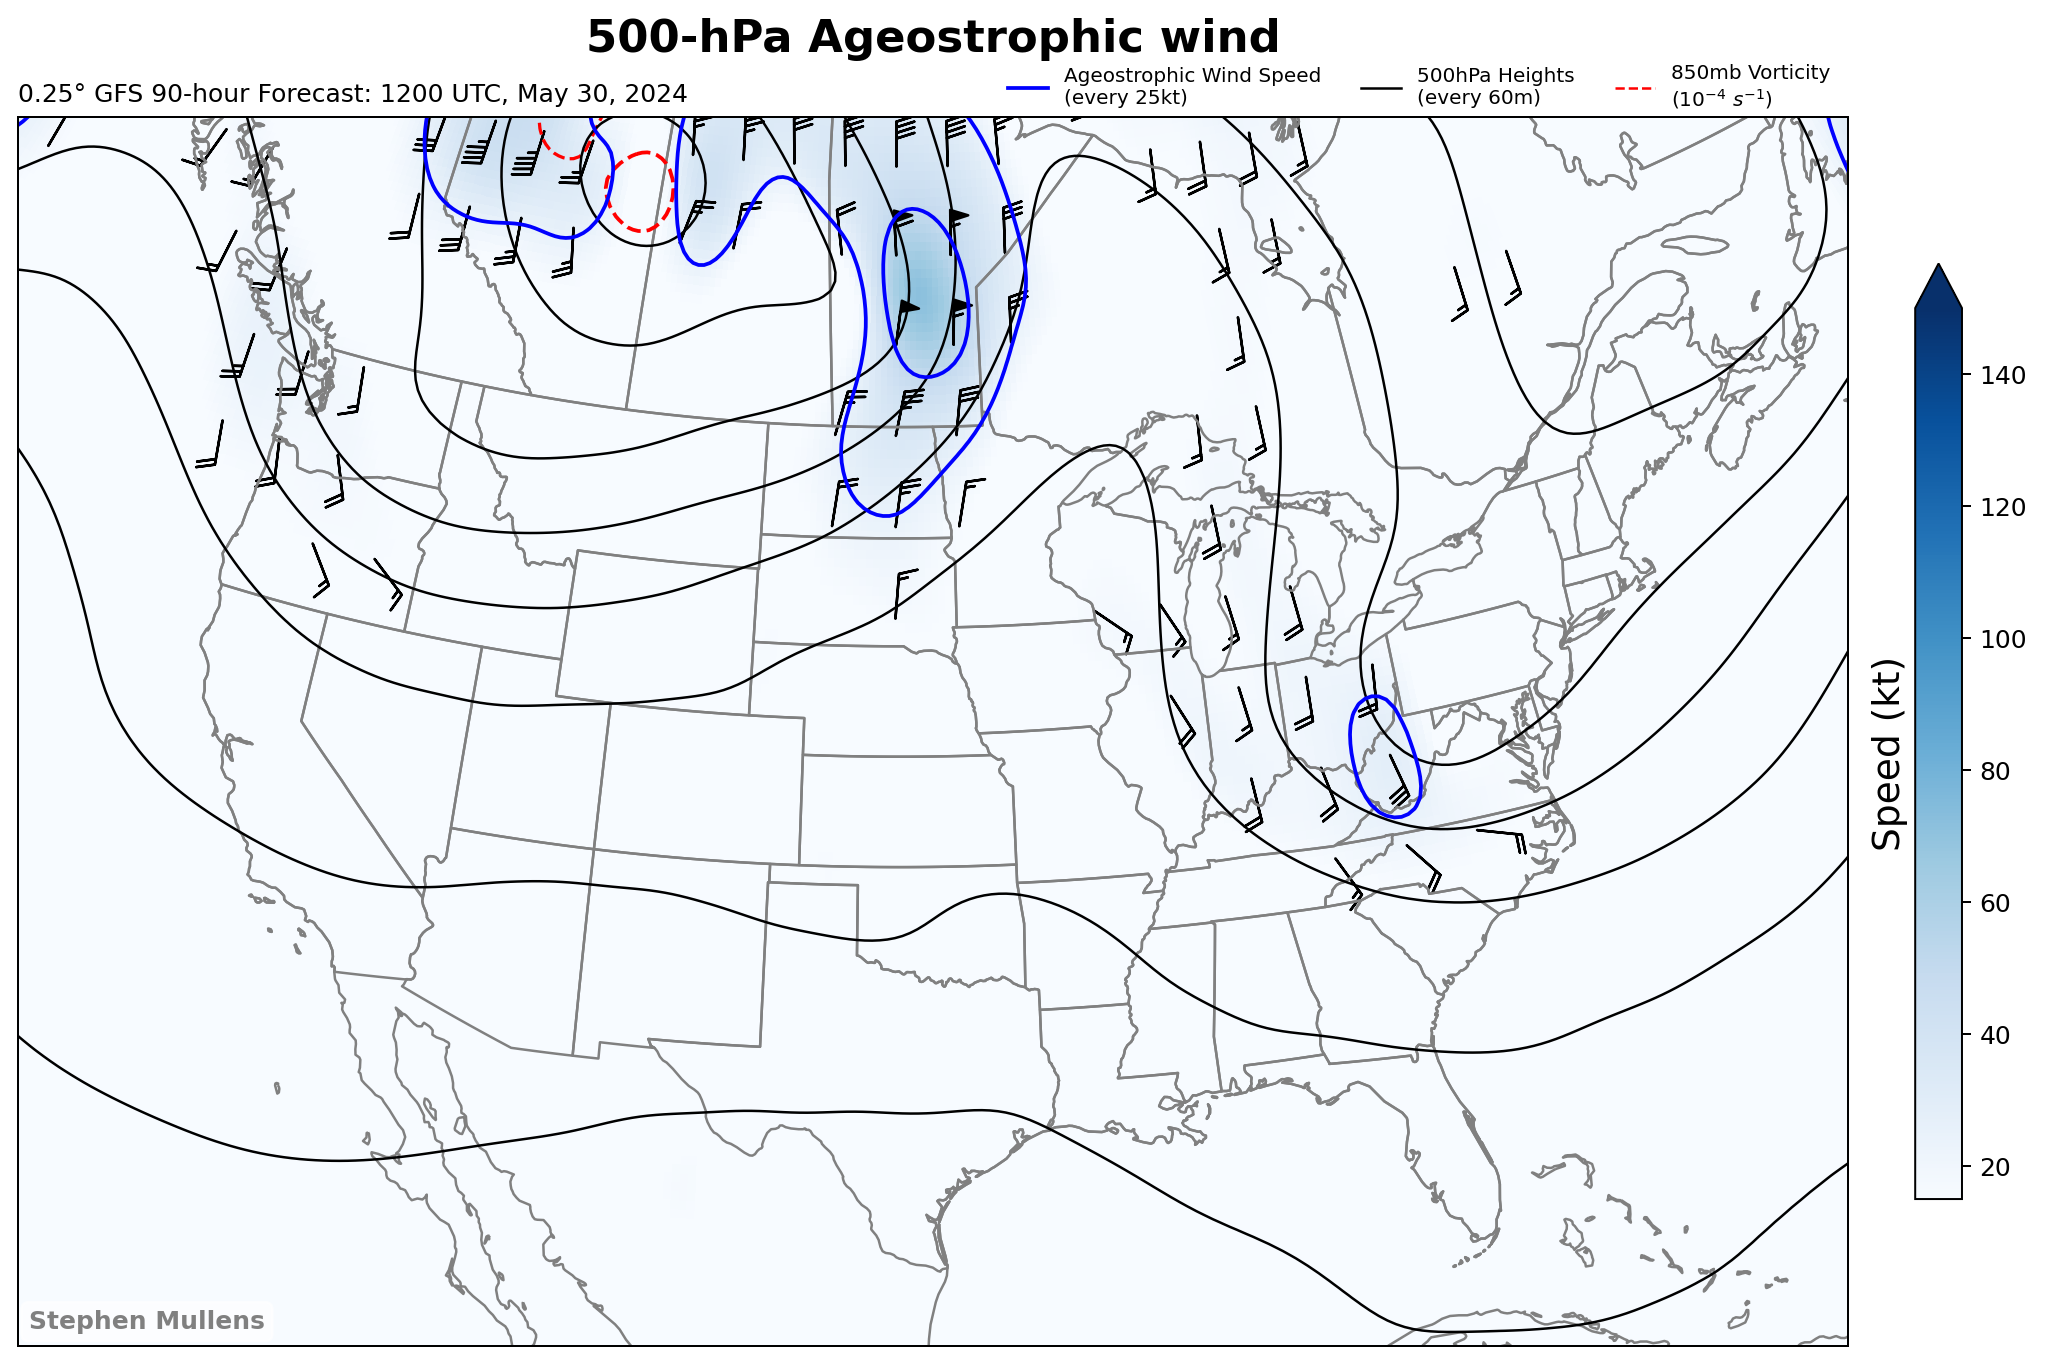 500-hPa Ageostrophic wind
0.25° GFS 90-hour Forecast: 1200 UTC, May 30, 2024
Ageostrophic Wind Speed
(every 25kt)
500hPa Heights
(every 60m)
850mb Vorticity
(10⁻⁴ s⁻¹)
140
120
100
80
60
40
20
Speed (kt)
Stephen Mullens